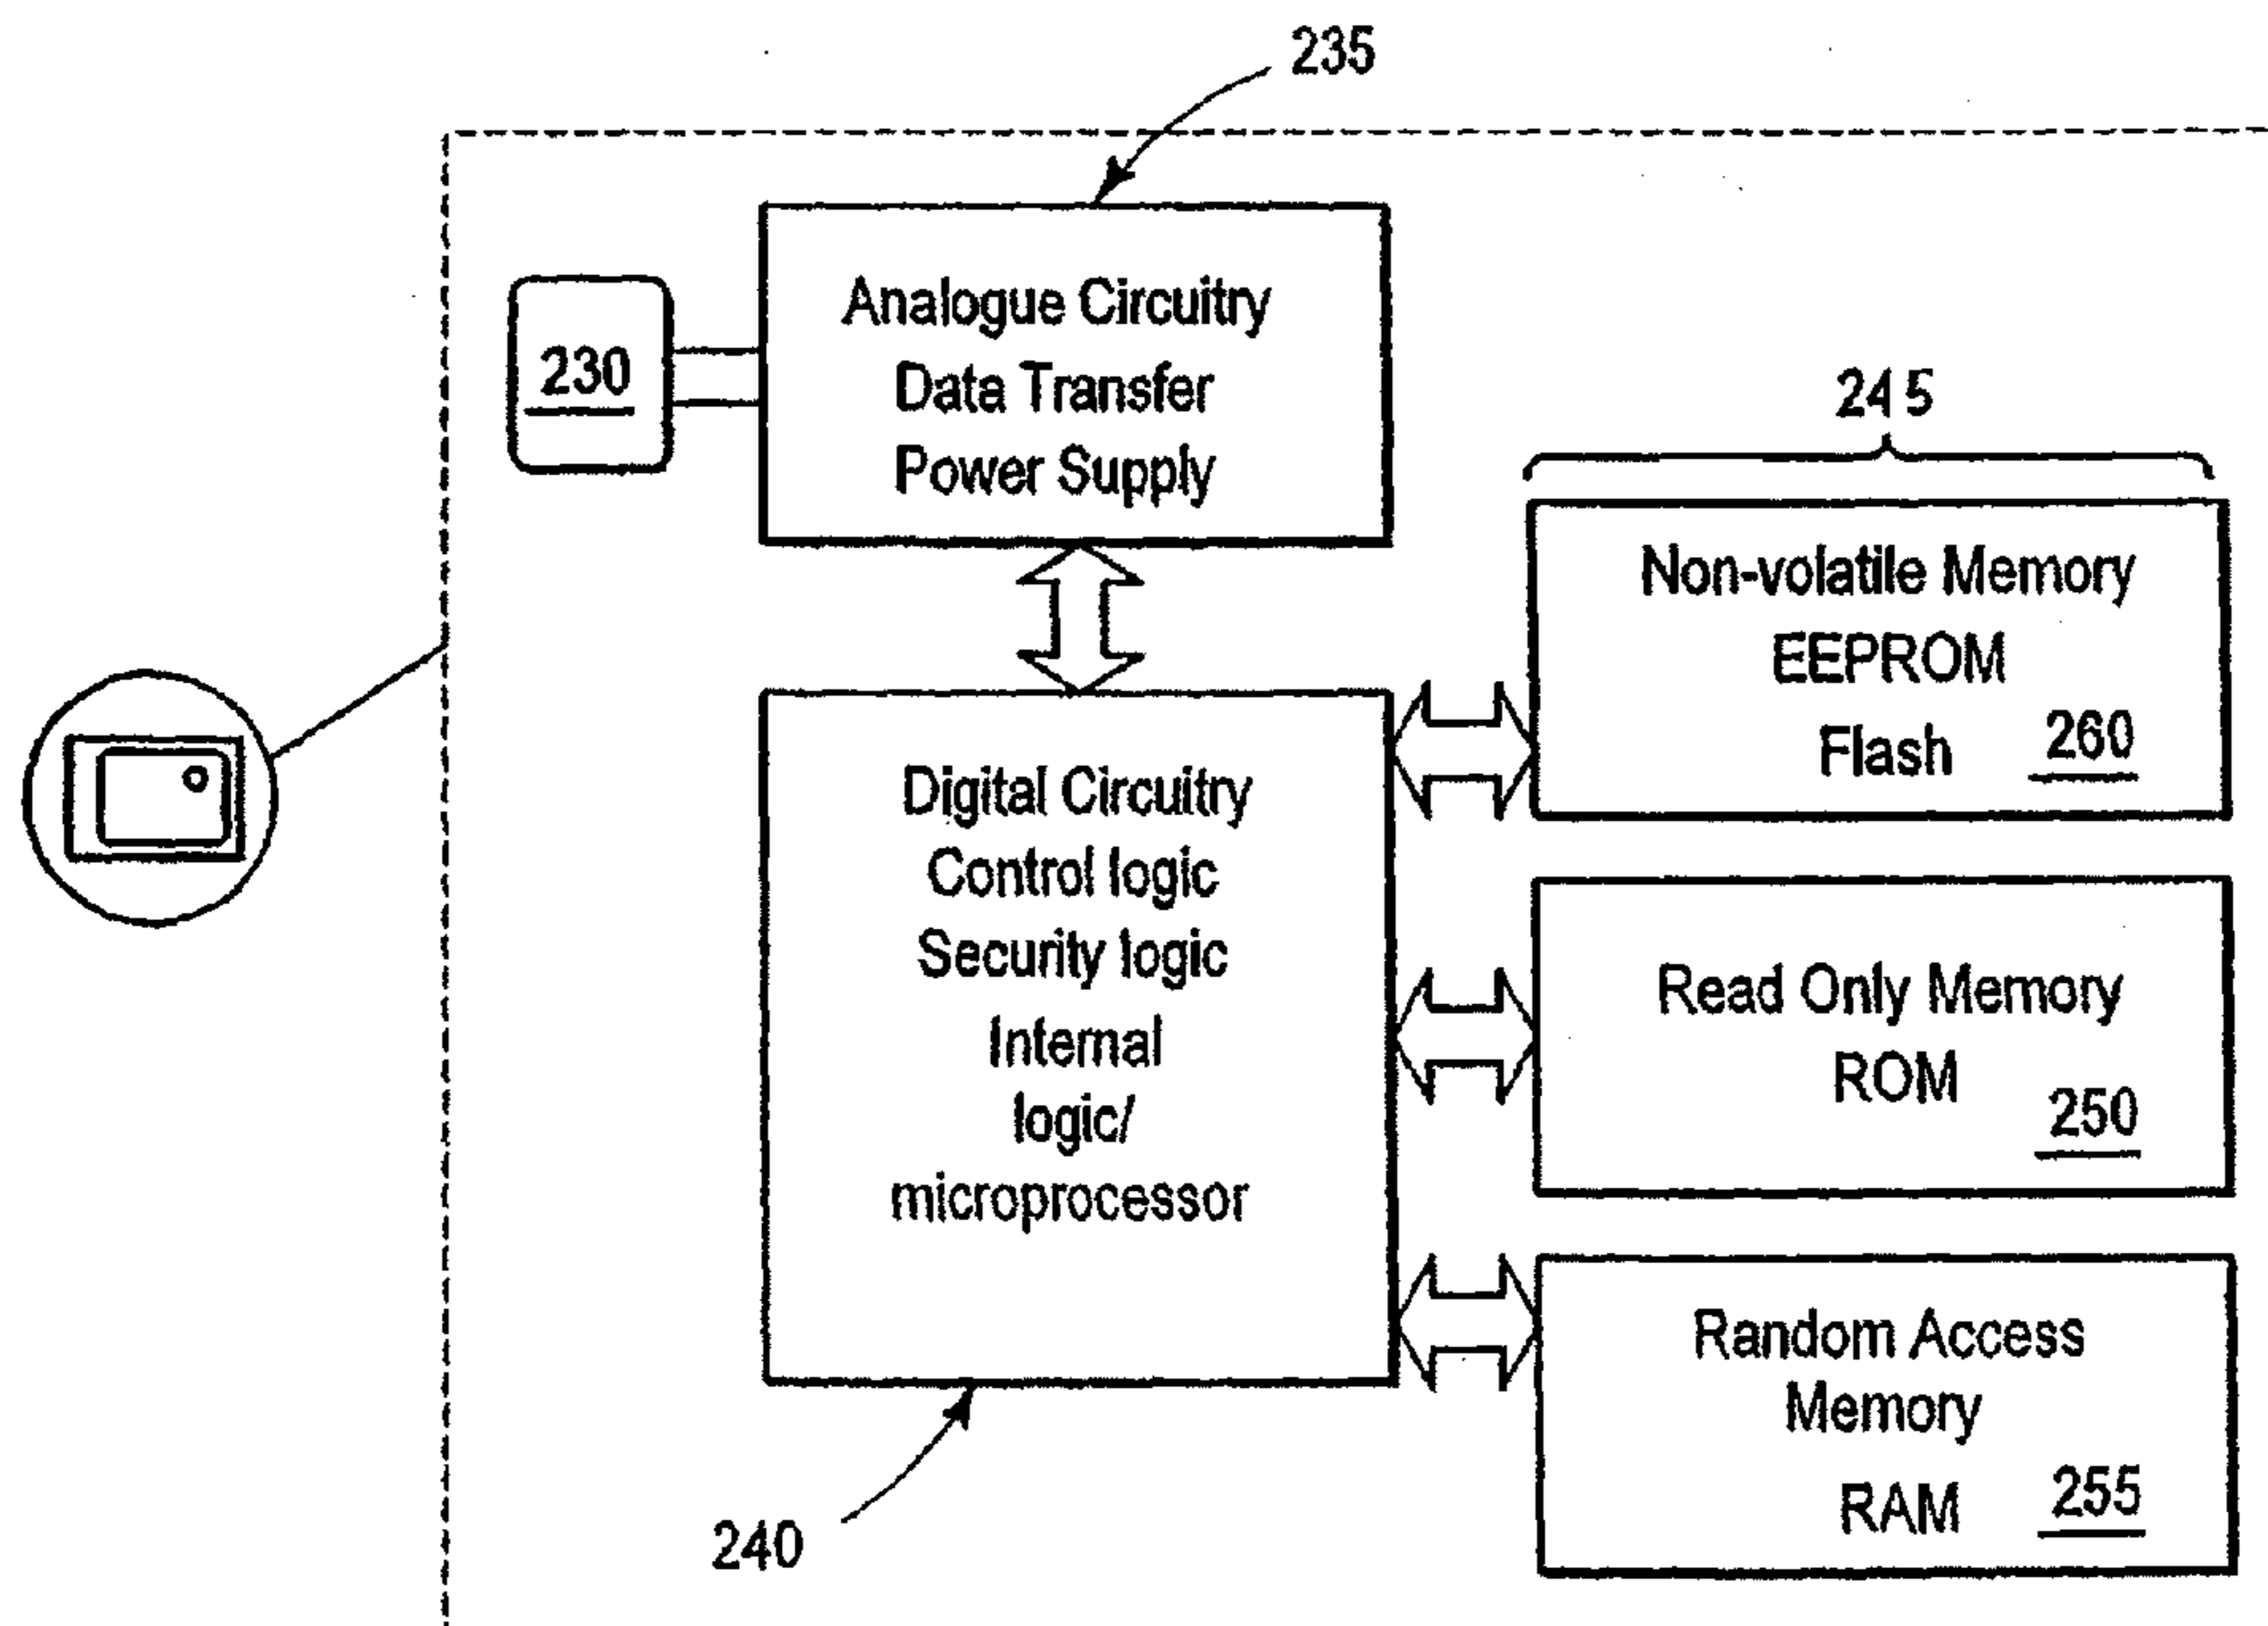 235
Analogue Circuitry
Data Transfer
Power Supply
230
245
Non-volatile Memory
EEPROM
Flash 260
Digital Circuitry
Control logic
Security logic
Internal
logic/
microprocessor
Read Only Memory
ROM 250
Random Access
Memory
RAM 255
240